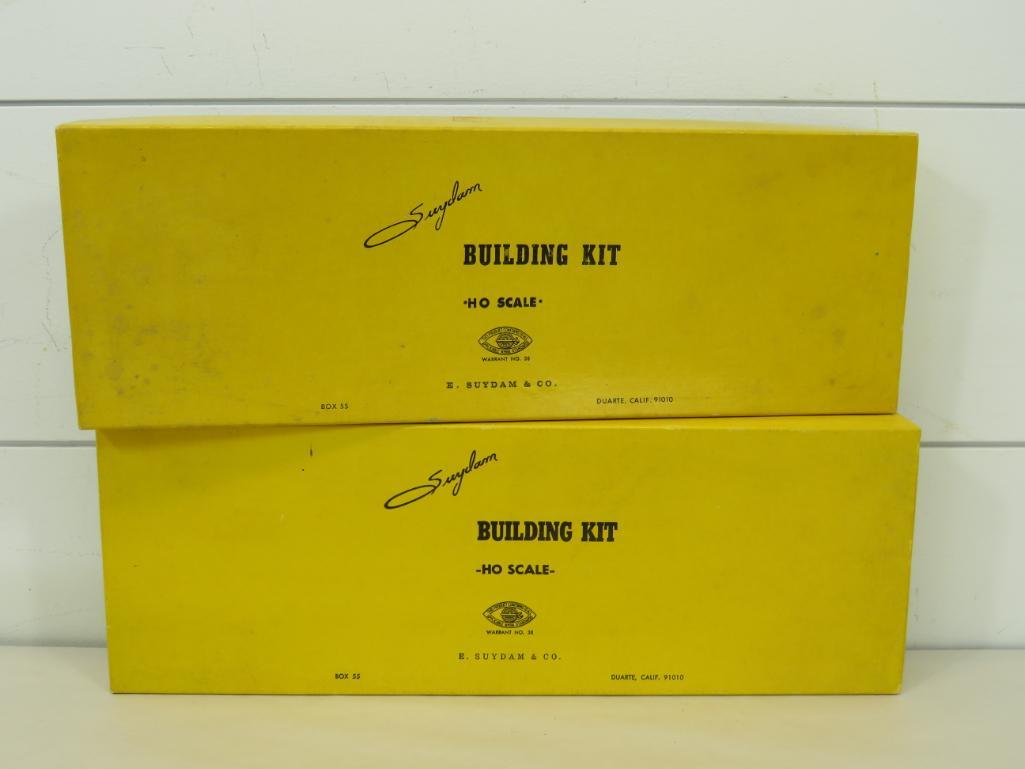 Suydam
BUILDING KIT
•HO SCALE•
WARRANT NO. 38
E. SUYDAM & CO.
BOX 55 DUARTE, CALIF. 91010
Suydam
BUILDING KIT
-HO SCALE-
WARRANT NO. 38
E. SUYDAM & CO.
BOX 55 DUARTE, CALIF. 91010